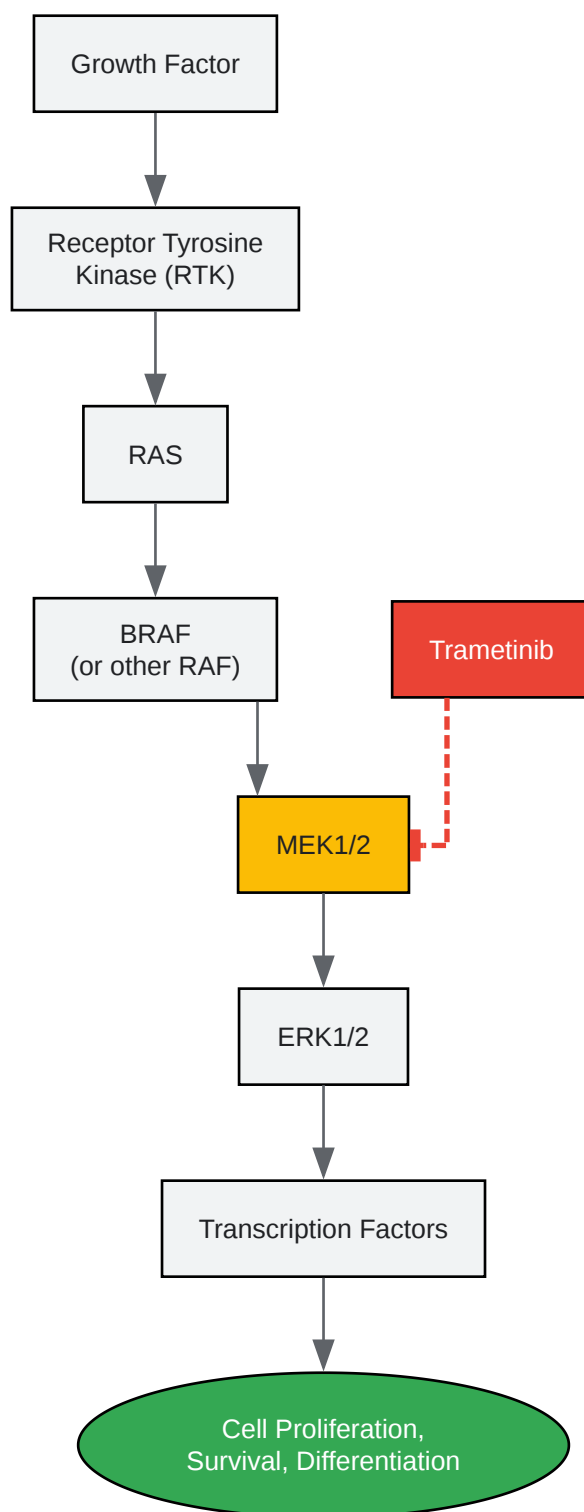 Growth Factor
Receptor Tyrosine
Kinase (RTK)
RAS
BRAF
(or other RAF)
Trametinib
MEK1/2
ERK1/2
Transcription Factors
Cell Proliferation,
Survival, Differentiation